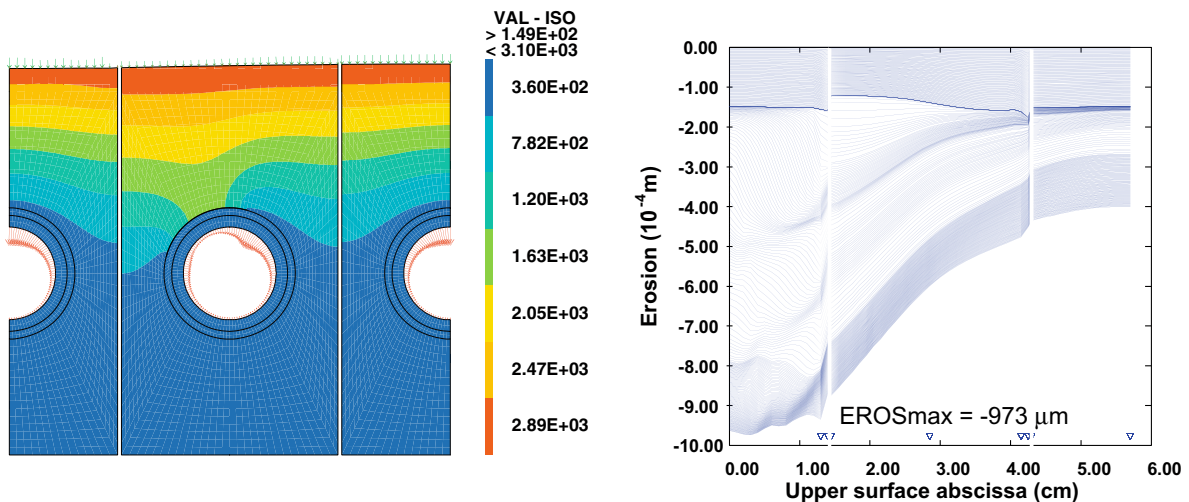 VAL - ISO
> 1.49E+02
< 3.10E+03
3.60E+02
7.82E+02
1.20E+03
1.63E+03
2.05E+03
2.47E+03
2.89E+03
0.00
-1.00
-2.00
-3.00
-4.00
-5.00
-6.00
-7.00
-8.00
-9.00
-10.00
Erosion (10⁻⁴m)
EROSmax = -973 μm
0.00 1.00 2.00 3.00 4.00 5.00 6.00
Upper surface abscissa (cm)